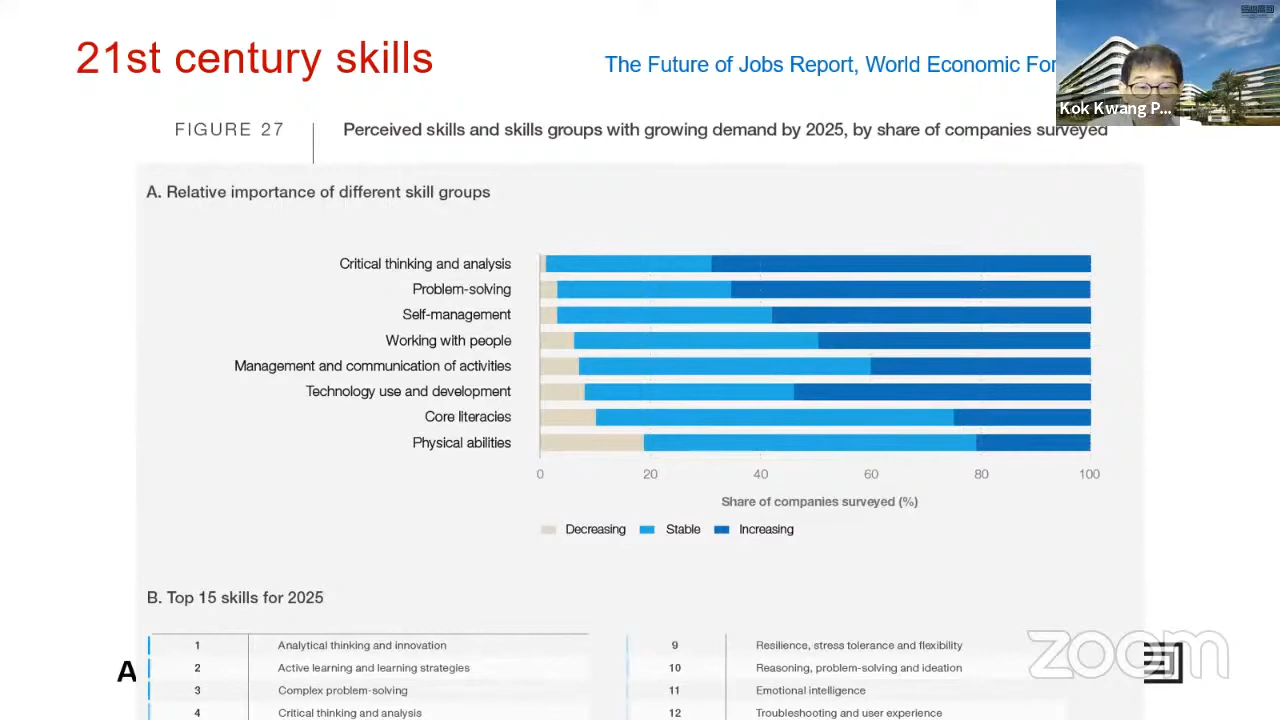 21st century skills
The Future of Jobs Report, World Economic For
Kok Kwang P...
FIGURE 27
Perceived skills and skills groups with growing demand by 2025, by share of companies surveyed
A. Relative importance of different skill groups
Critical thinking and analysis
Problem-solving
Self-management
Working with people
Management and communication of activities
Technology use and development
Core literacies
Physical abilities
0 20 40 60 80 100
Share of companies surveyed (%)
Decreasing Stable Increasing
B. Top 15 skills for 2025
1 Analytical thinking and innovation
2 Active learning and learning strategies
3 Complex problem-solving
4 Critical thinking and analysis
9 Resilience, stress tolerance and flexibility
10 Reasoning, problem-solving and ideation
11 Emotional intelligence
12 Troubleshooting and user experience
A
zoom